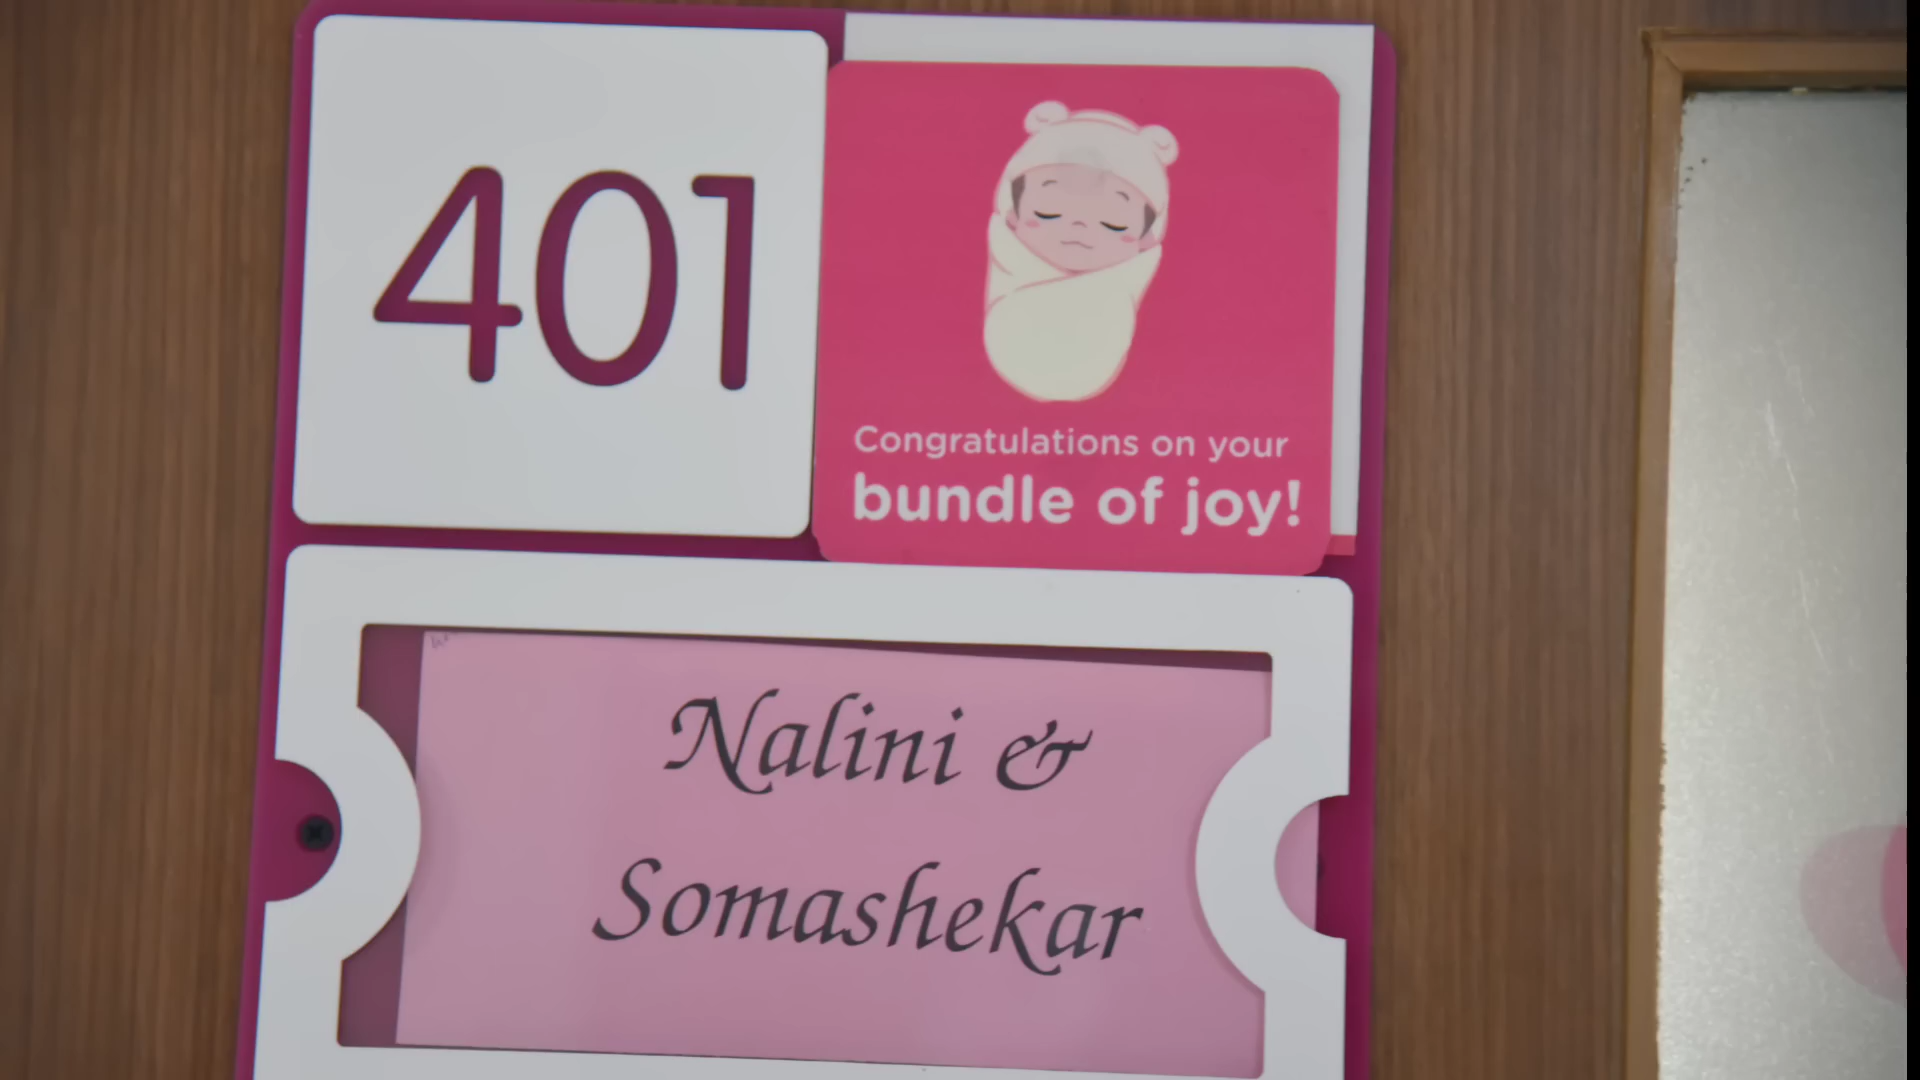 401
Congratulations on your
bundle of joy!
Nalini &
Somashekar